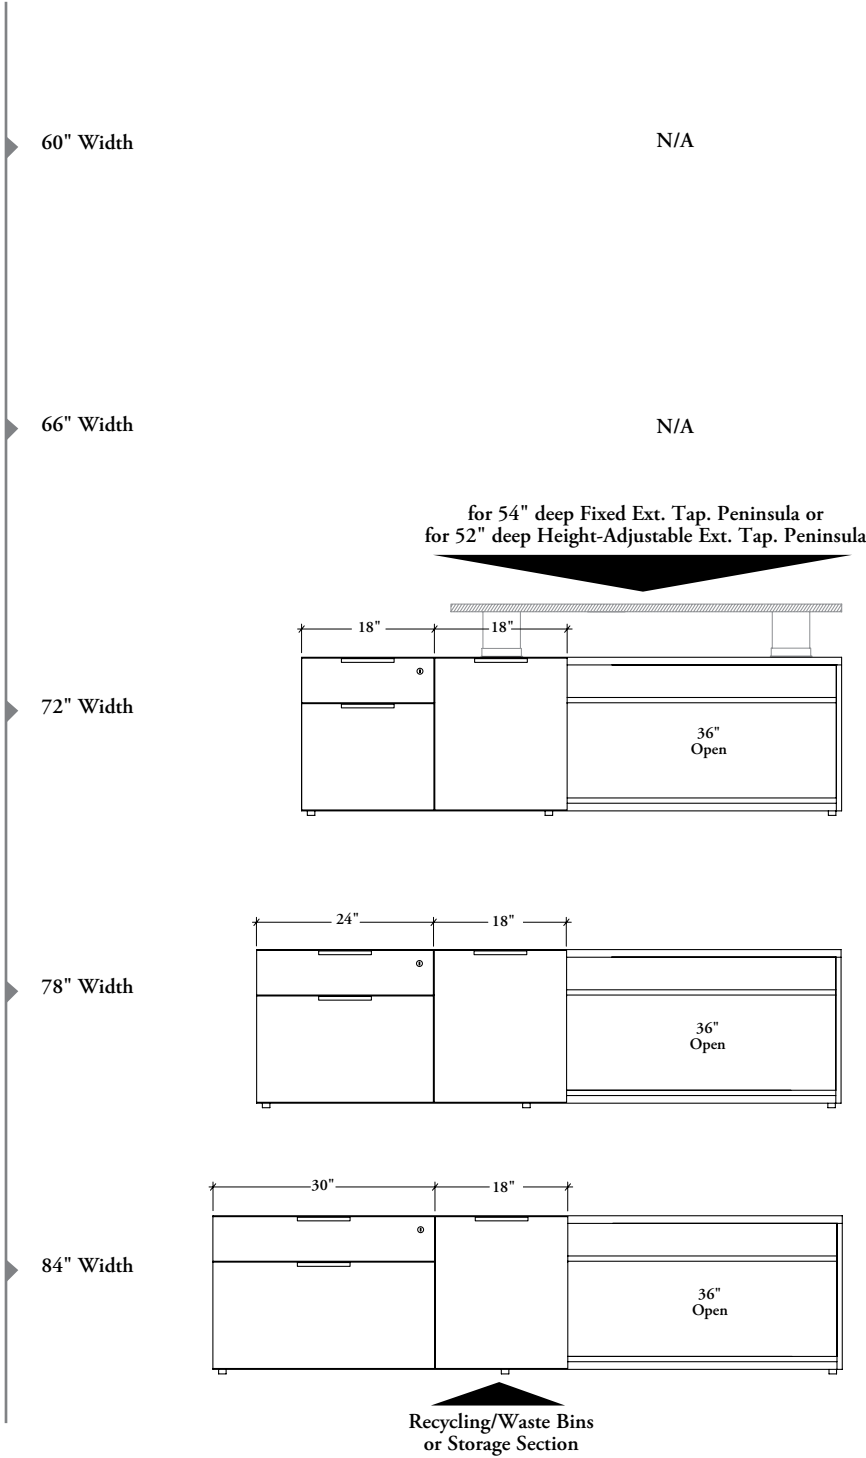 60" Width
N/A
66" Width
N/A
for 54" deep Fixed Ext. Tap. Peninsula or
for 52" deep Height-Adjustable Ext. Tap. Peninsula
18"
18"
72" Width
36"
Open
24"
18"
78" Width
36"
Open
30"
18"
84" Width
36"
Open
Recycling/Waste Bins
or Storage Section